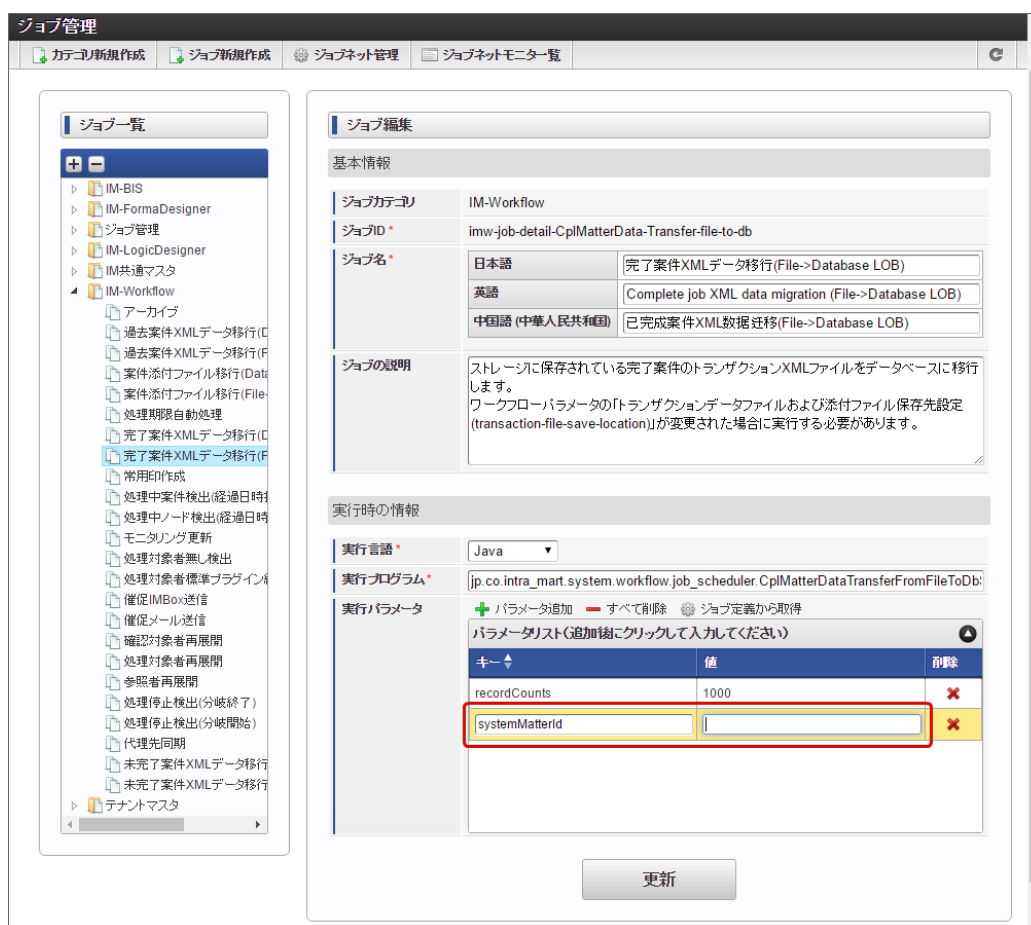 ジョブ管理
カテゴリ新規作成
ジョブ新規作成
ジョブネット管理
ジョブネットモニター覧
ジョブ一覧
IM-BIS
IM-FormaDesigner
ジョブ管理
IM-LogicDesigner
IM共通マスタ
IM-Workflow
アーカイブ
過去案件XMLデータ移行(D
過去案件XMLデータ移行(F
案件添付ファイル移行(Data
案件添付ファイル移行(File-
処理期限自動処理
完了案件XMLデータ移行(D
完了案件XMLデータ移行(F
常用印作成
処理中案件検出(経過日時
処理中ノード検出(経過日時
モニタリング更新
処理対象者無し検出
処理対象者標準プラグイン
催促IMBox送信
催促メール送信
確認対象者再展開
処理対象者再展開
参照者再展開
処理停止検出(分岐終了)
処理停止検出(分岐開始)
代理先同期
未完了案件XMLデータ移行
未完了案件XMLデータ移行
テナントマスタ
ジョブ編集
基本情報
ジョブカテゴリ
IM-Workflow
ジョブID *
imw-job-detail-CplMatterData-Transfer-file-to-db
ジョブ名 *
日本語
完了案件XMLデータ移行(File->Database LOB)
英語
Complete job XML data migration (File->Database LOB)
中国語 (中華人民共和国)
已完成案件XML数据迁移(File->Database LOB)
ジョブの説明
ストレージに保存されている完了案件のトランザクションXMLファイルをデータベースに移行
します。
ワークフローパラメータの「トランザクションデータファイルおよび添付ファイル保存先設定
(transaction-file-save-location)」が変更された場合に実行する必要があります。
実行時の情報
実行言語 *
Java
実行プログラム *
jp.co.intra_mart.system.workflow.job_scheduler.CplMatterDataTransferFromFileToDb
実行パラメータ
パラメータ追加
すべて削除
ジョブ定義から取得
パラメータリスト(追加後にクリックして入力してください)
キー
値
削除
recordCounts
1000
systemMatterId
更新